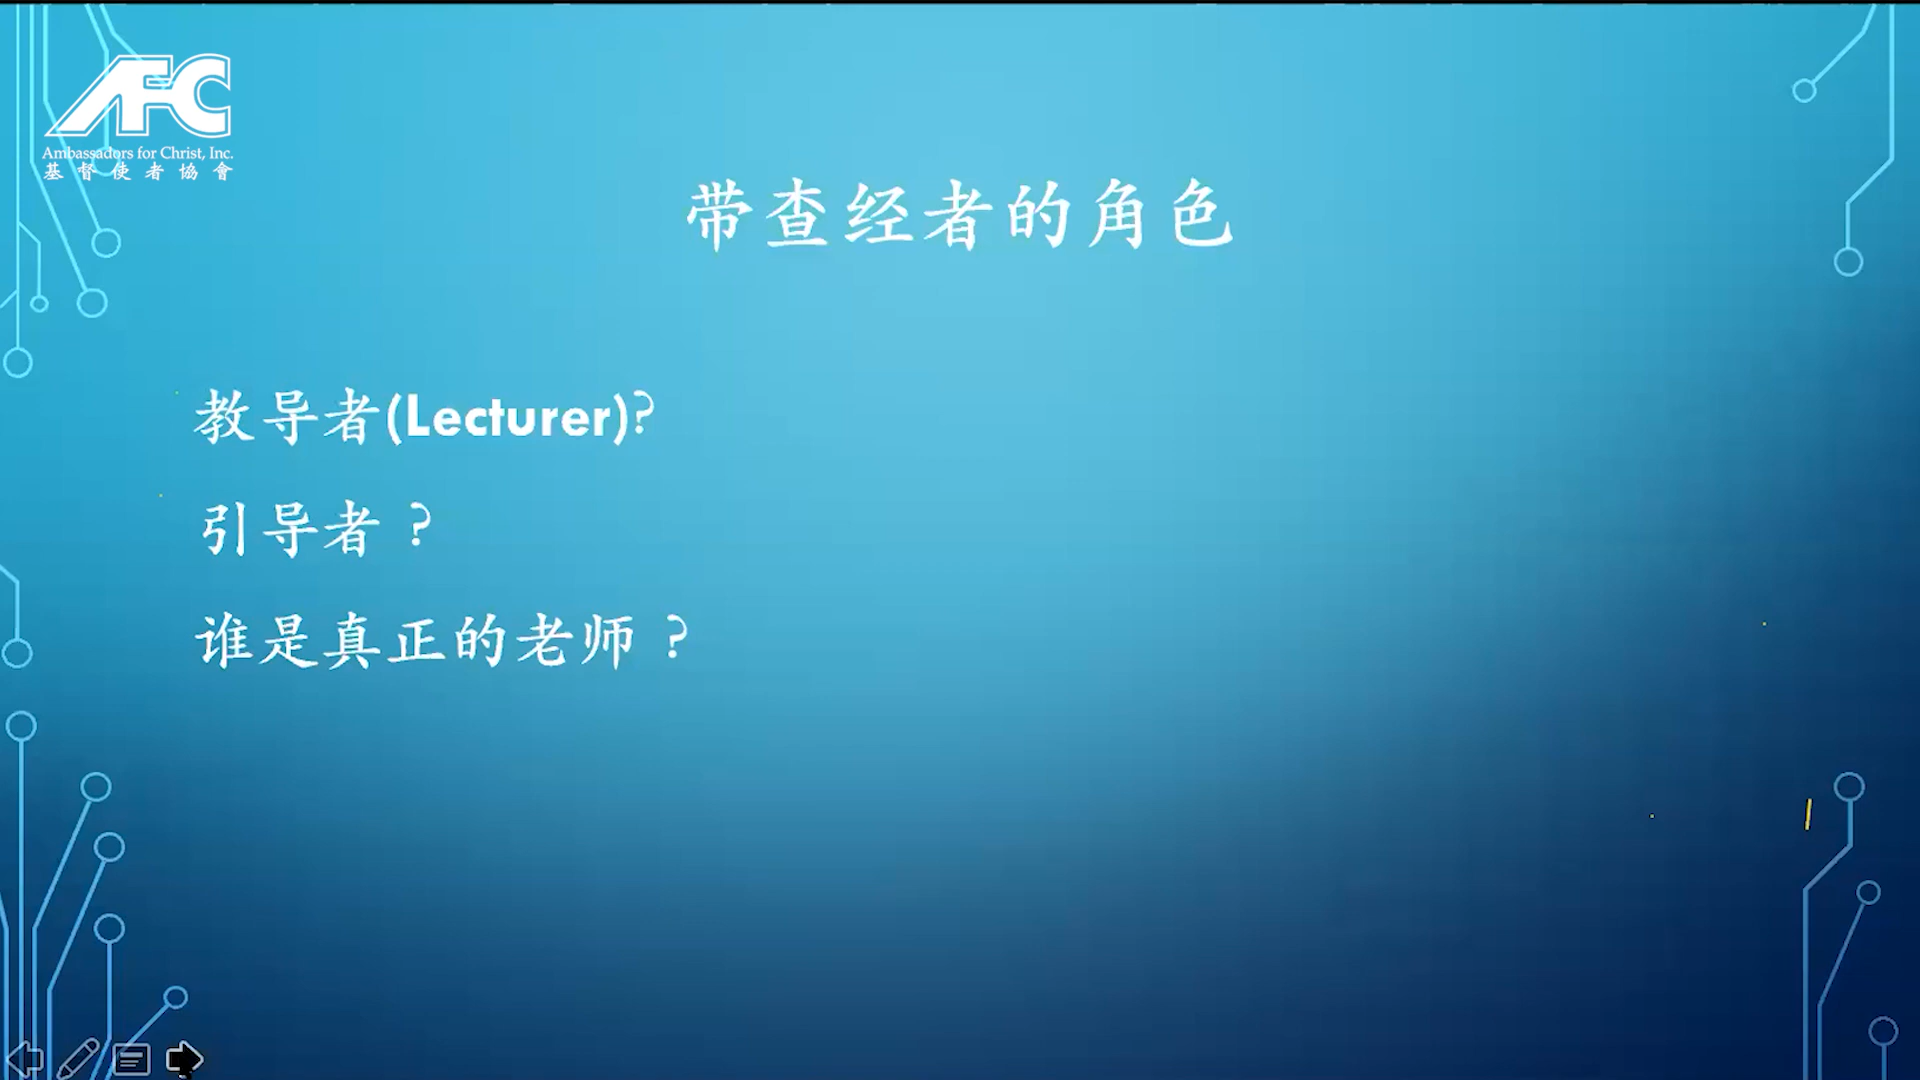 AFC
Ambassadors for Christ, Inc.
基督使者協會
带查经者的角色
教导者(Lecturer)?
引导者 ?
谁是真正的老师 ?